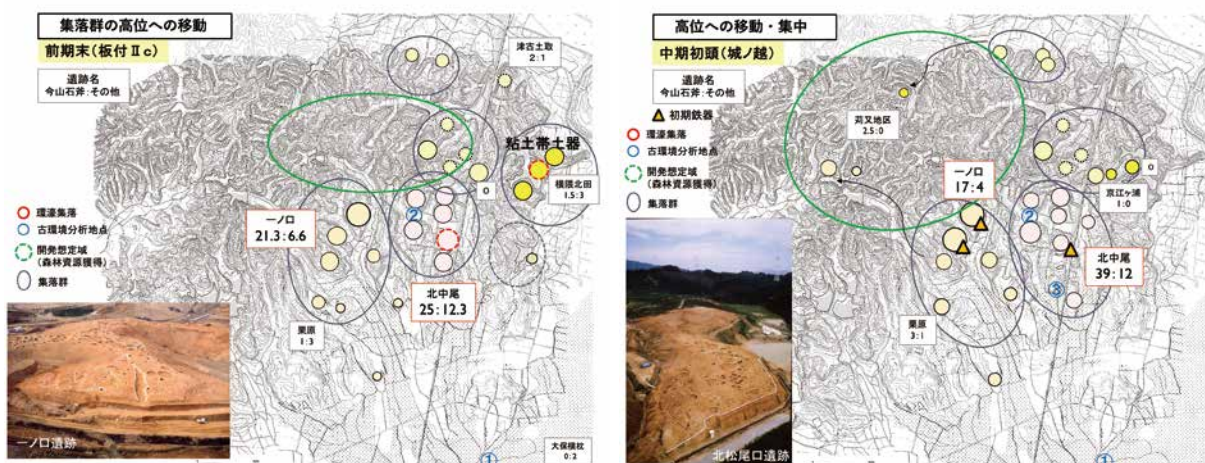 集落群の高位への移動
前期末(板付Ⅱc)
遺跡名
今山石斧:その他
津古土取
2:1
粘土帯土器
横隈北田
1.5:3
0
環濠集落
古環境分析地点
開発想定域
(森林資源獲得)
集落群
一ノ口
21.3:6.6
②
北中尾
25:12.3
栗原
1:3
一ノ口遺跡
大保横枕
0:2
①
高位への移動・集中
中期初頭(城ノ越)
遺跡名
今山石斧:その他
初期鉄器
環濠集落
古環境分析地点
開発想定域
(森林資源獲得)
集落群
苅又地区
2.5:0
一ノ口
17:4
0
京江ヶ浦
1:0
②
北中尾
39:12
③
栗原
3:1
北松尾口遺跡
①